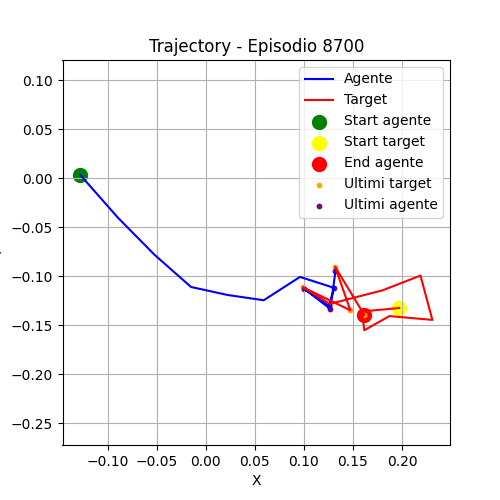 Trajectory - Episodio 8700
Agente
Target
Start agente
Start target
End agente
Ultimi target
Ultimi agente
0.10
0.05
0.00
−0.05
−0.10
−0.15
−0.20
−0.25
−0.10
−0.05
0.00
0.05
0.10
0.15
0.20
X